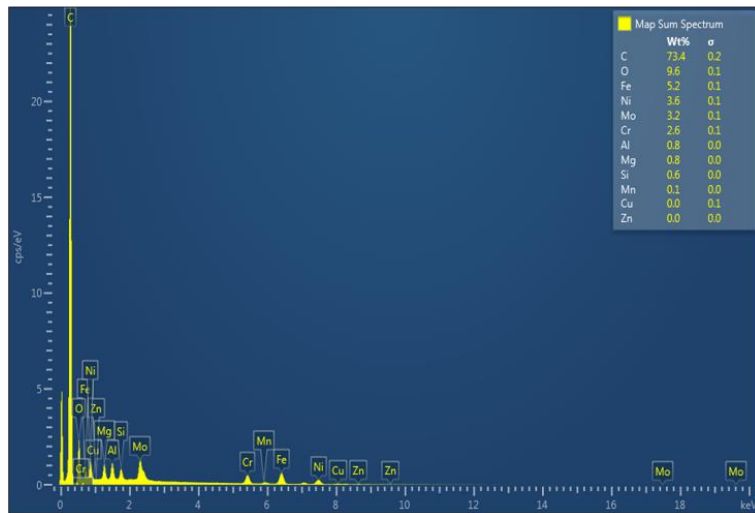 C
Map Sum Spectrum
Wt% σ
C 73.4 0.2
O 9.6 0.1
Fe 5.2 0.1
Ni 3.6 0.1
Mo 3.2 0.1
Cr 2.6 0.1
Al 0.8 0.0
Mg 0.8 0.0
Si 0.6 0.0
Mn 0.1 0.0
Cu 0.0 0.1
Zn 0.0 0.0
20
15
cps/eV
10
5
Ni
Fe
O Zn
Mg Si
Cu Al Mo
Mn
Cr Fe
Ni Cu Zn Zn Mo Mo
Cr
0
0 2 4 6 8 10 12 14 16 18 keV